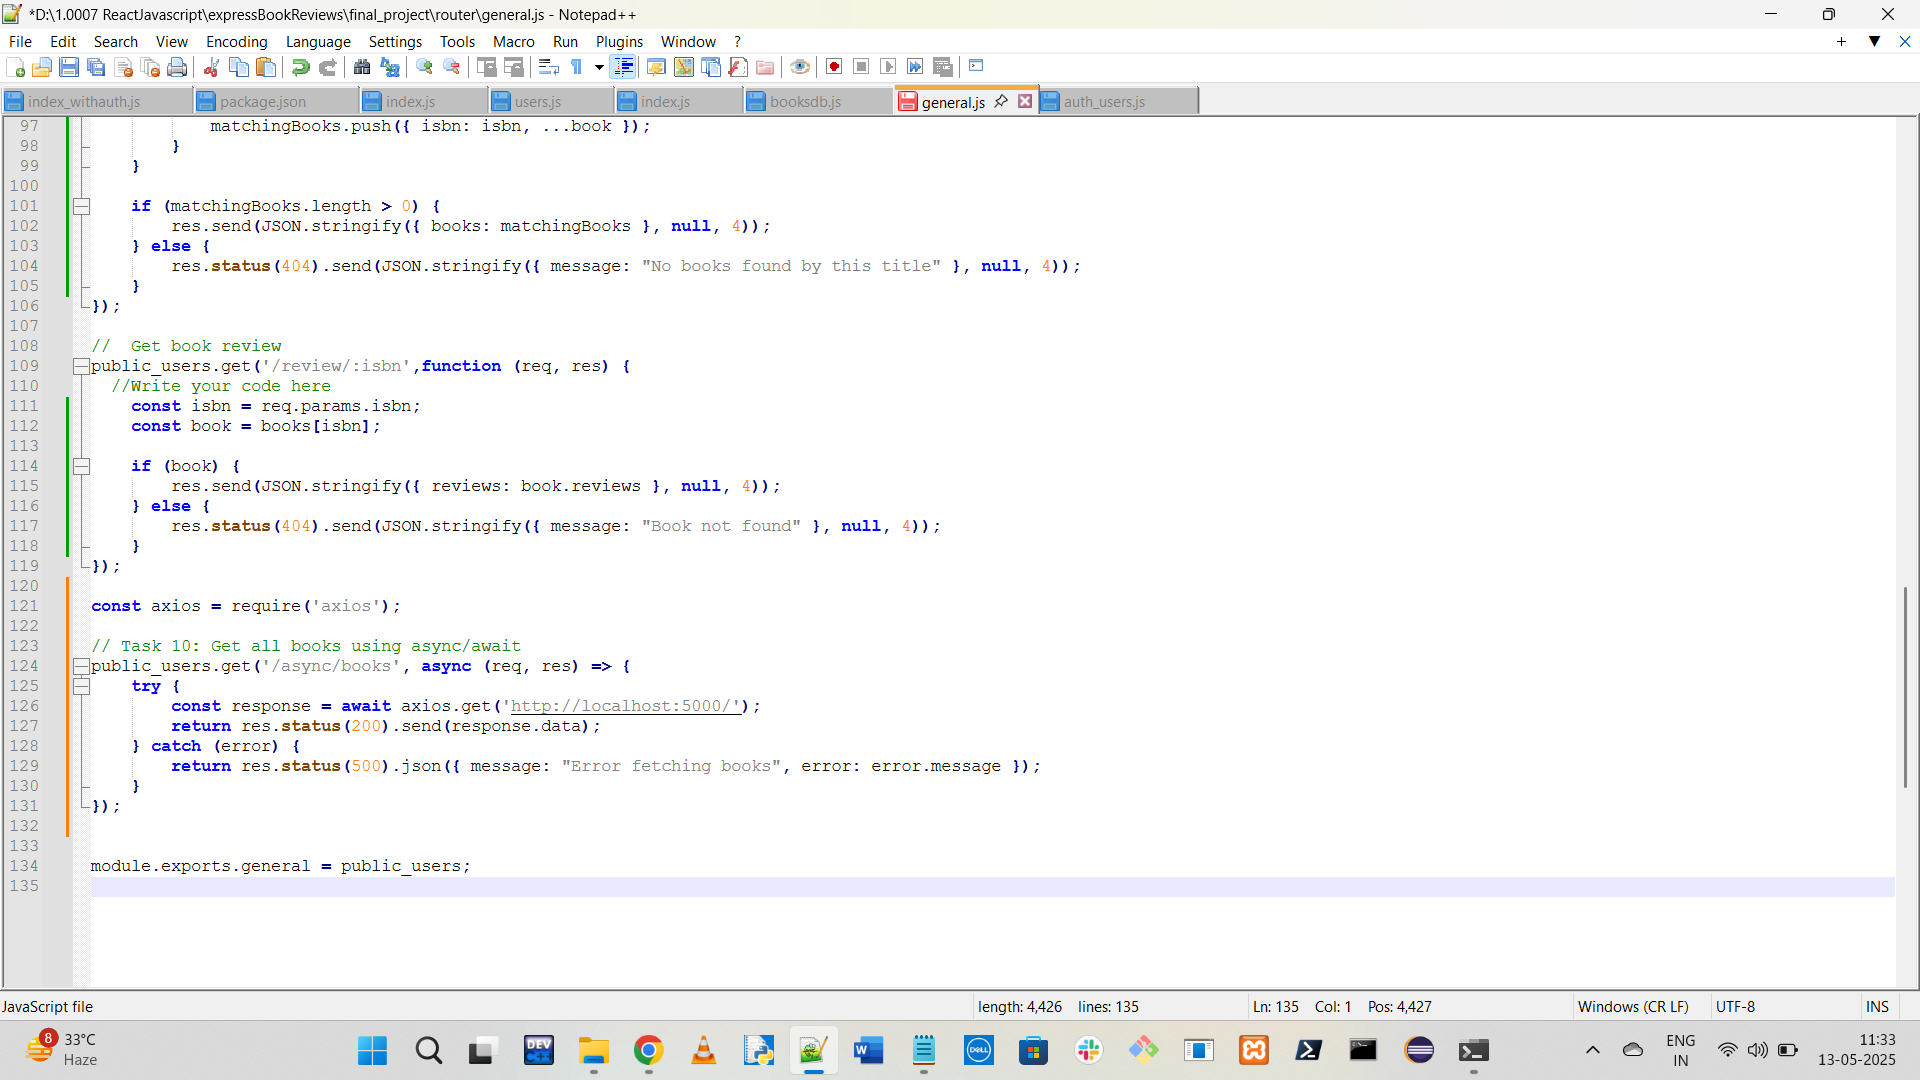 *D:\1.0007 ReactJavascript\expressBookReviews\final_project\router\general.js - Notepad++
File Edit Search View Encoding Language Settings Tools Macro Run Plugins Window ?
index_withauth.js package.json index.js users.js index.js booksdb.js general.js auth_users.js
97 matchingBooks.push({ isbn: isbn, ...book });
98 }
99 }
100
101 if (matchingBooks.length > 0) {
102 res.send(JSON.stringify({ books: matchingBooks }, null, 4));
103 } else {
104 res.status(404).send(JSON.stringify({ message: "No books found by this title" }, null, 4));
105 }
106 });
107
108 //  Get book review
109 public_users.get('/review/:isbn',function (req, res) {
110 //Write your code here
111 const isbn = req.params.isbn;
112 const book = books[isbn];
113
114 if (book) {
115 res.send(JSON.stringify({ reviews: book.reviews }, null, 4));
116 } else {
117 res.status(404).send(JSON.stringify({ message: "Book not found" }, null, 4));
118 }
119 });
120
121 const axios = require('axios');
122
123 // Task 10: Get all books using async/await
124 public_users.get('/async/books', async (req, res) => {
125 try {
126 const response = await axios.get('http://localhost:5000/');
127 return res.status(200).send(response.data);
128 } catch (error) {
129 return res.status(500).json({ message: "Error fetching books", error: error.message });
130 }
131 });
132
133
134 module.exports.general = public_users;
135
JavaScript file length: 4,426 lines: 135 Ln: 135 Col: 1 Pos: 4,427 Windows (CR LF) UTF-8 INS
8 33°C
Haze
DEV
DELL
ENG
IN
11:33
13-05-2025